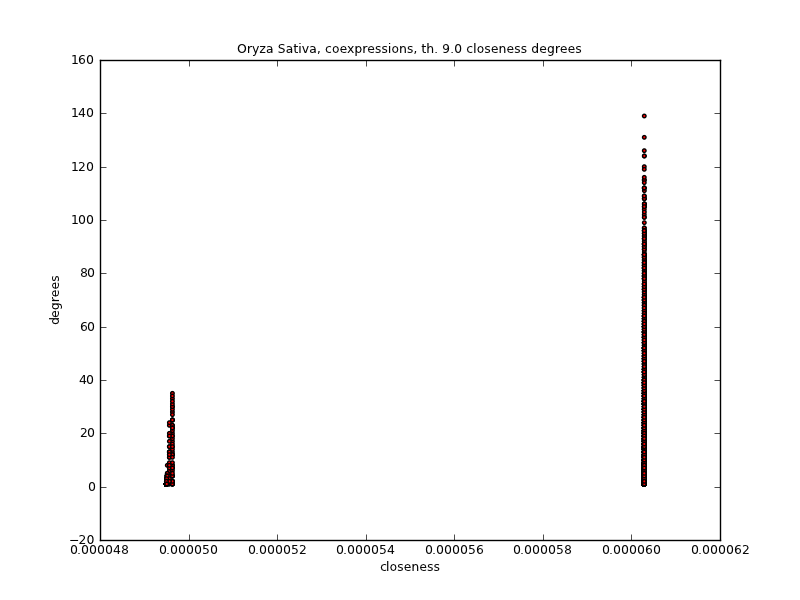 Oryza Sativa, coexpressions, th. 9.0 closeness degrees
160
140
120
100
80
60
40
20
0
−20
degrees
0.000048 0.000050 0.000052 0.000054 0.000056 0.000058 0.000060 0.000062
closeness